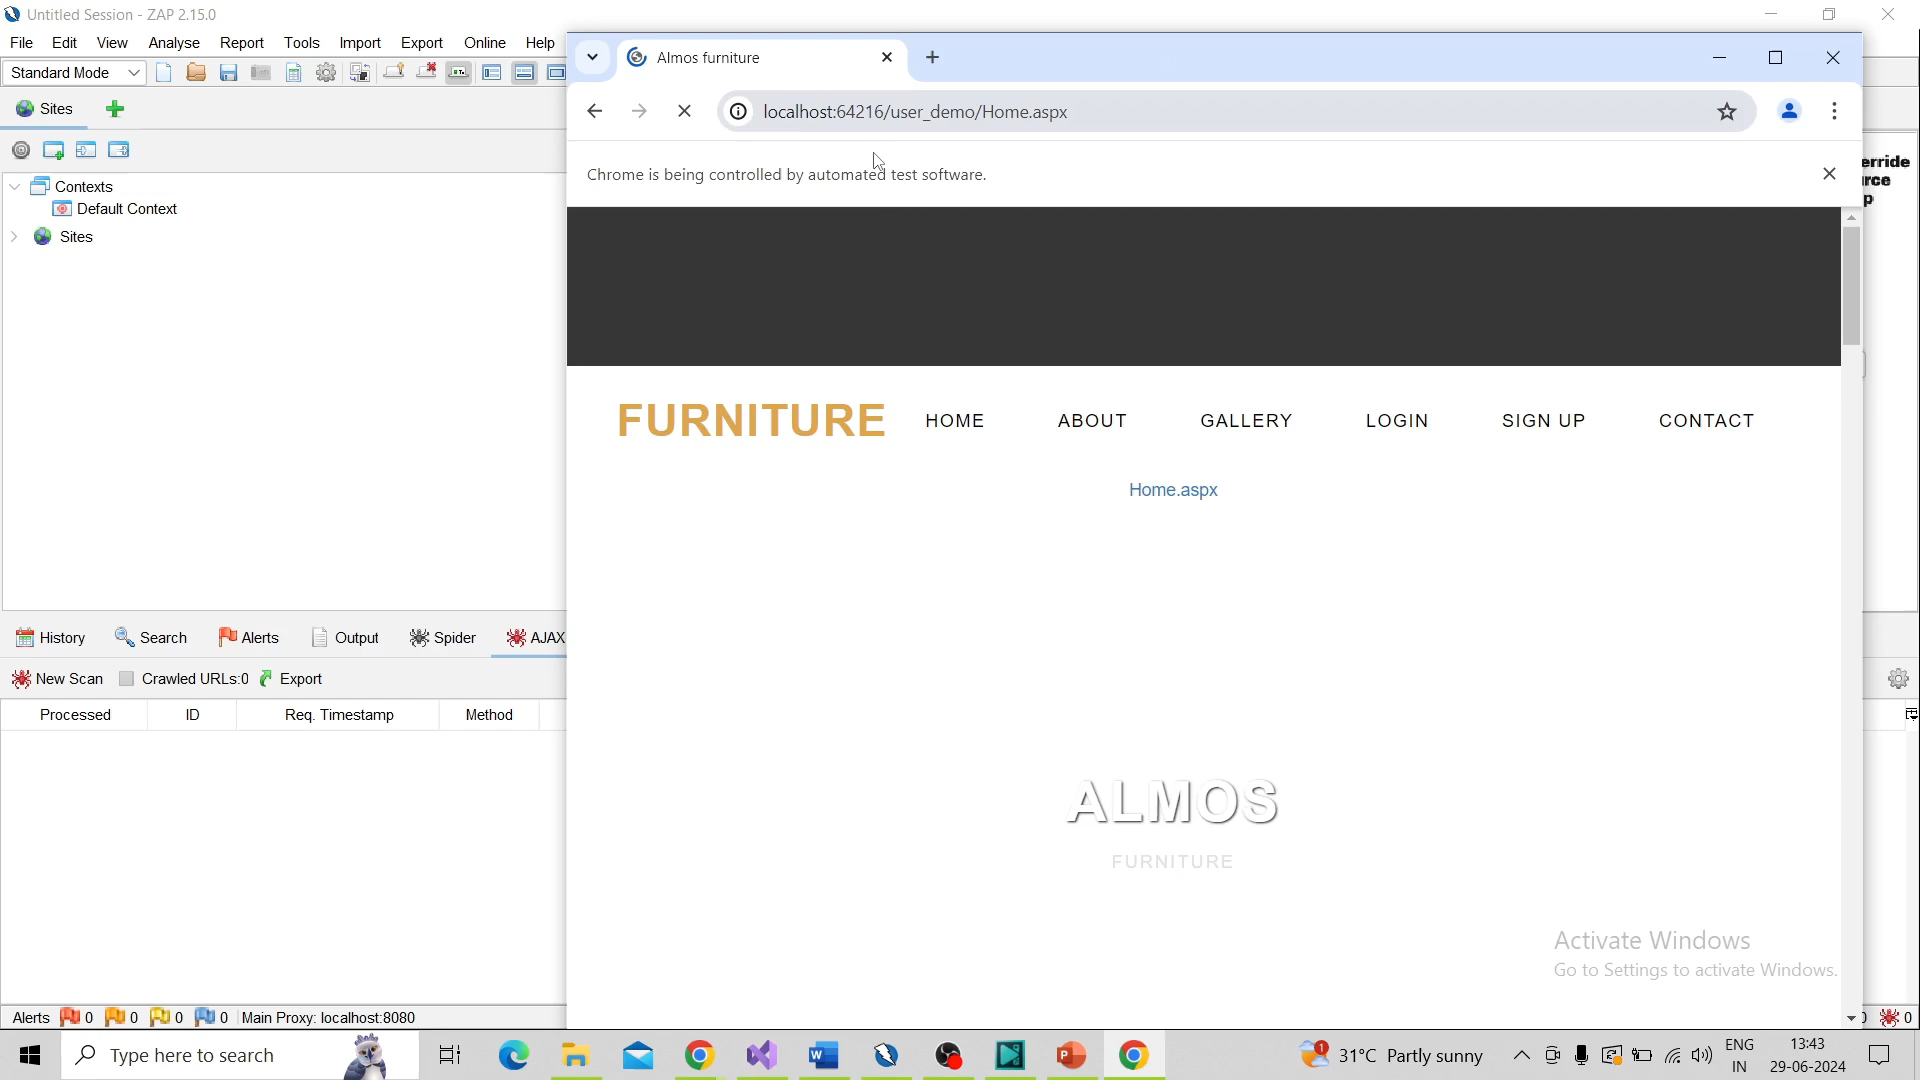 Untitled Session - ZAP 2.15.0
File Edit View Analyse Report Tools Import Export Online Help
Standard Mode
Almos furniture
Sites
localhost:64216/user_demo/Home.aspx
Chrome is being controlled by automated test software.
Contexts
Default Context
Sites
FURNITURE HOME ABOUT GALLERY LOGIN SIGN UP CONTACT
Home.aspx
ALMOS
FURNITURE
History Search Alerts Output Spider AJAX
New Scan Crawled URLs:0 Export
Processed ID Req. Timestamp Method
Activate Windows
Go to Settings to activate Windows.
Alerts 0 0 0 0 Main Proxy: localhost:8080
0
Type here to search
1
31°C Partly sunny
ENG
IN
13:43
29-06-2024